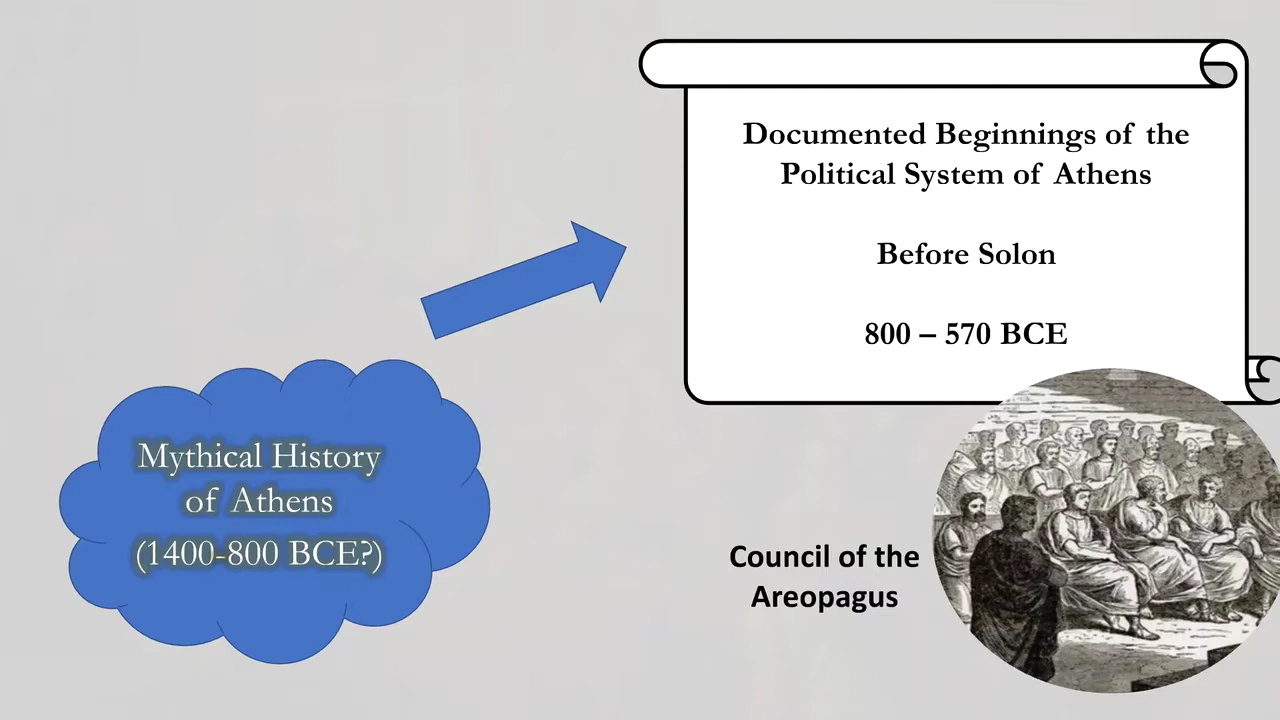 Documented Beginnings of the
Political System of Athens
Before Solon
800 – 570 BCE
Mythical History
of Athens
(1400-800 BCE?)
Council of the
Areopagus